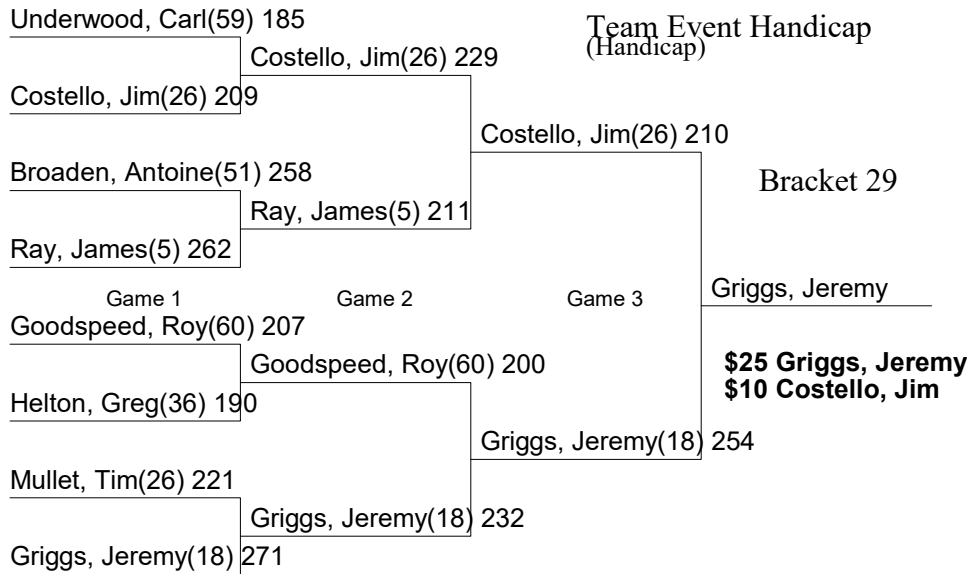 Underwood, Carl(59) 185
Team Event Handicap
(Handicap)
Costello, Jim(26) 229
Costello, Jim(26) 209
Costello, Jim(26) 210
Broaden, Antoine(51) 258
Bracket 29
Ray, James(5) 211
Ray, James(5) 262
Game 1
Game 2
Game 3
Griggs, Jeremy
Goodspeed, Roy(60) 207
Goodspeed, Roy(60) 200
$25 Griggs, Jeremy
$10 Costello, Jim
Helton, Greg(36) 190
Griggs, Jeremy(18) 254
Mullet, Tim(26) 221
Griggs, Jeremy(18) 232
Griggs, Jeremy(18) 271